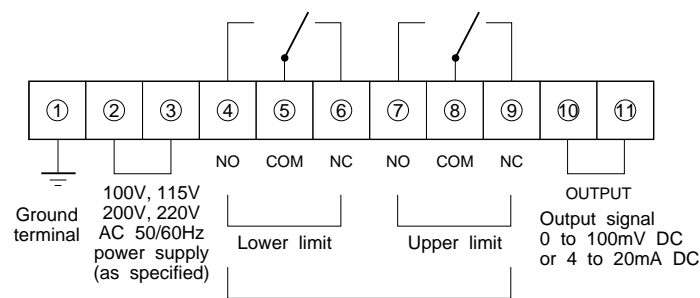 ① ② ③ ④ ⑤ ⑥ ⑦ ⑧ ⑨ ⑩ ⑪
NO COM NC NO COM NC
Ground
terminal
100V, 115V
200V, 220V
AC 50/60Hz
power supply
(as specified)
Lower limit
Upper limit
OUTPUT
Output signal
0 to 100mV DC
or 4 to 20mA DC